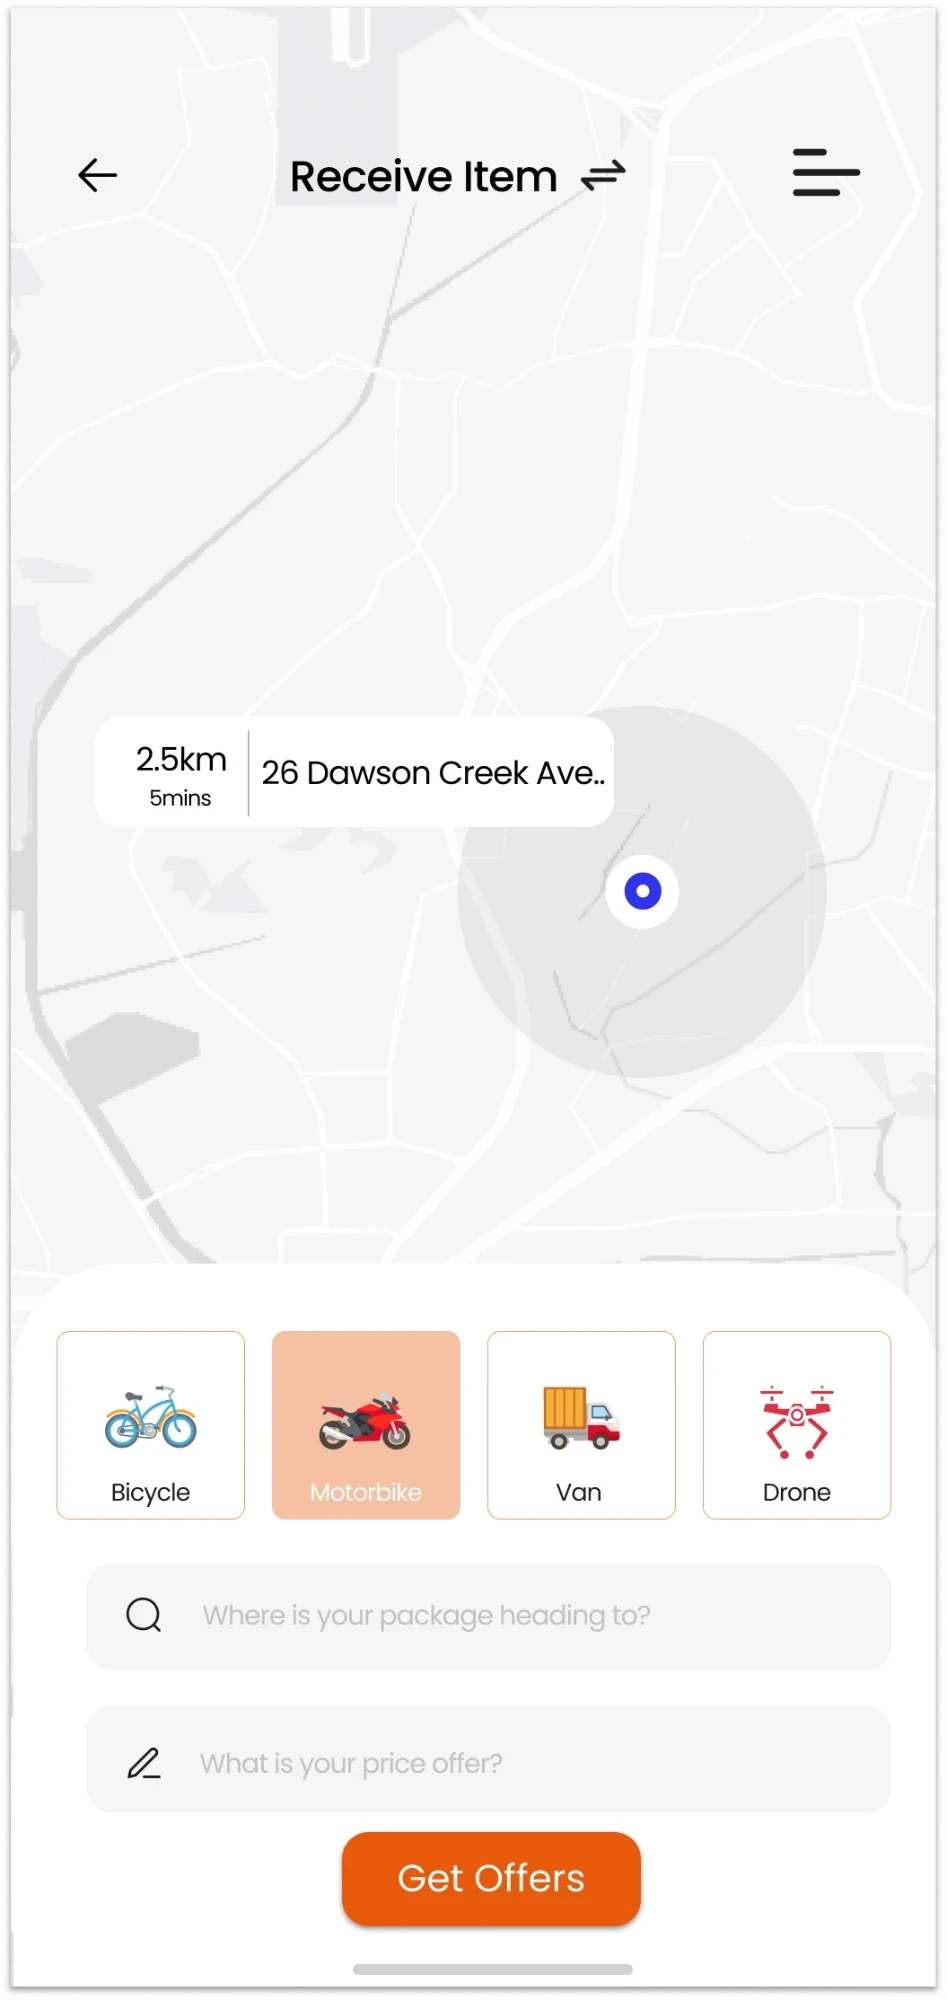 Receive Item
2.5km
5mins
26 Dawson Creek Ave..
Bicycle
Motorbike
Van
Drone
Where is your package heading to?
What is your price offer?
Get Offers